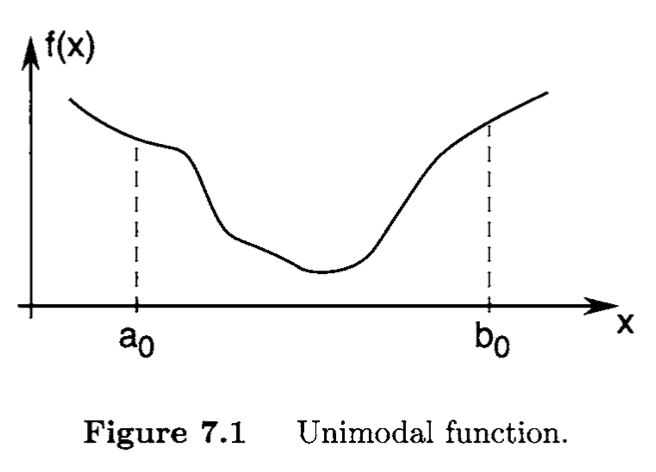 f(x)
x
a₀
b₀
Figure 7.1 Unimodal function.